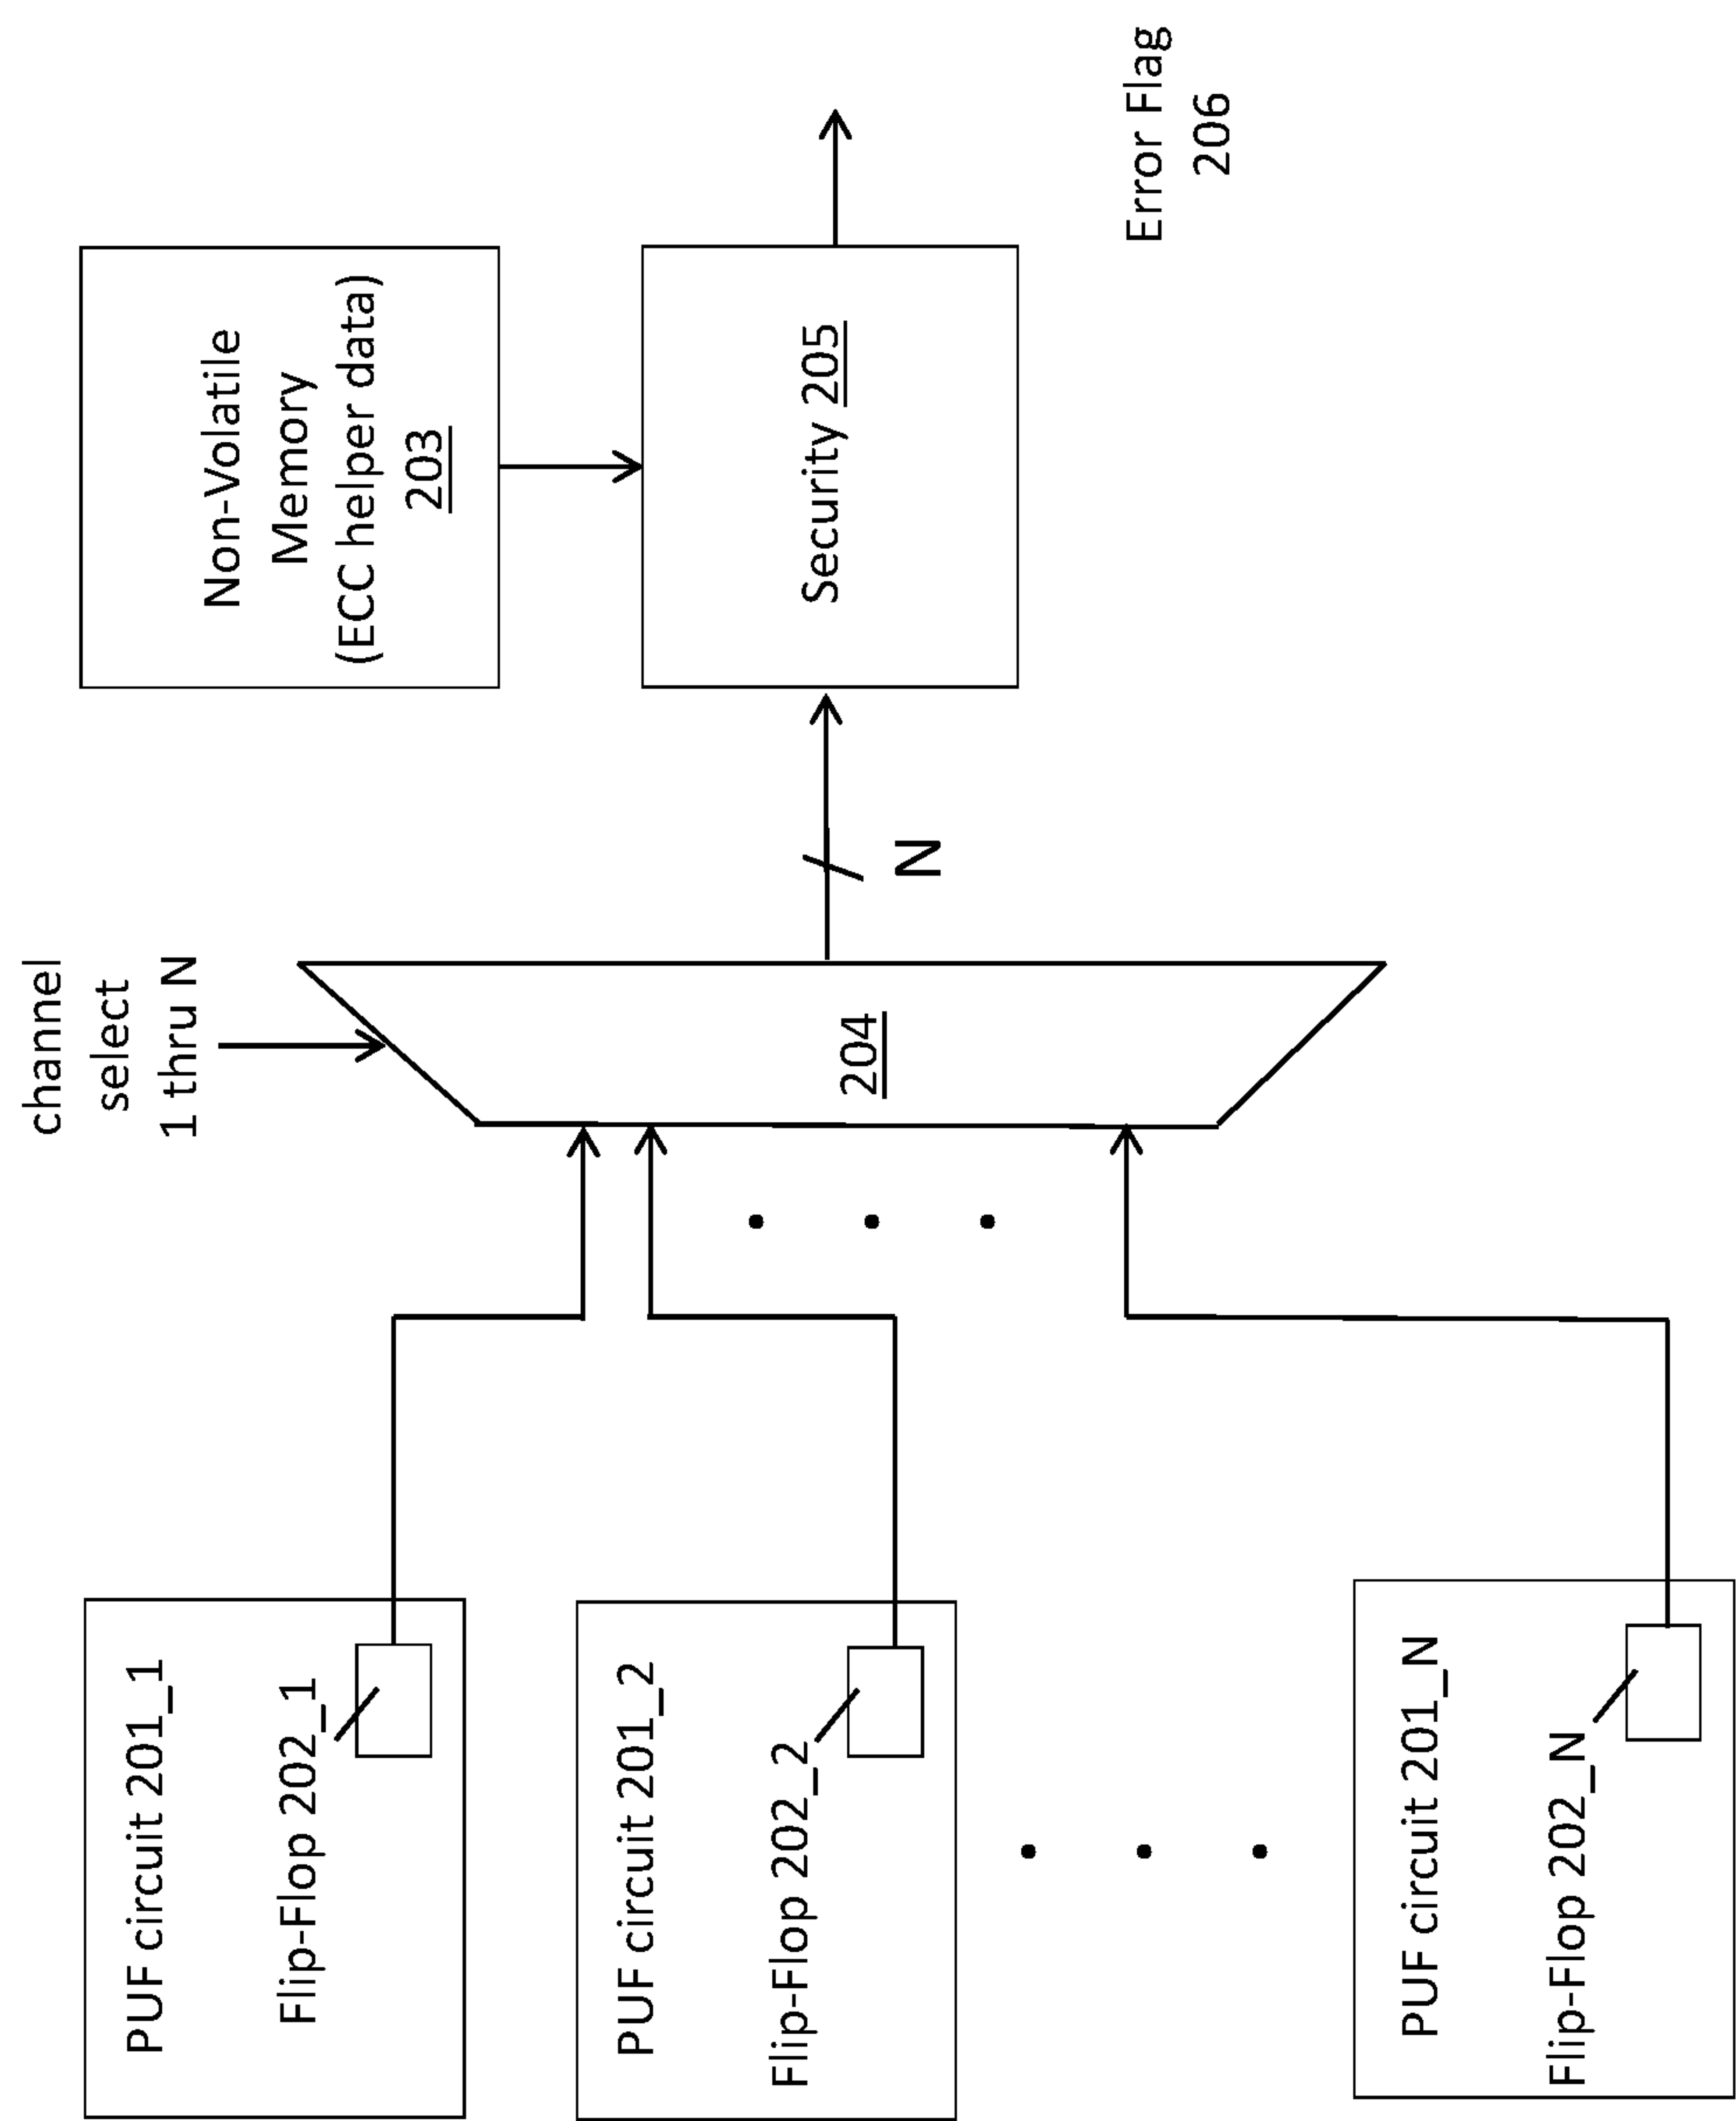 PUF circuit 201_1
Flip-Flop 202_1
PUF circuit 201_2
Flip-Flop 202_2
PUF circuit 201_N
Flip-Flop 202_N
channel
select
1 thru N
204
N
Non-Volatile
Memory
(ECC helper data)
203
Security 205
Error Flag
206